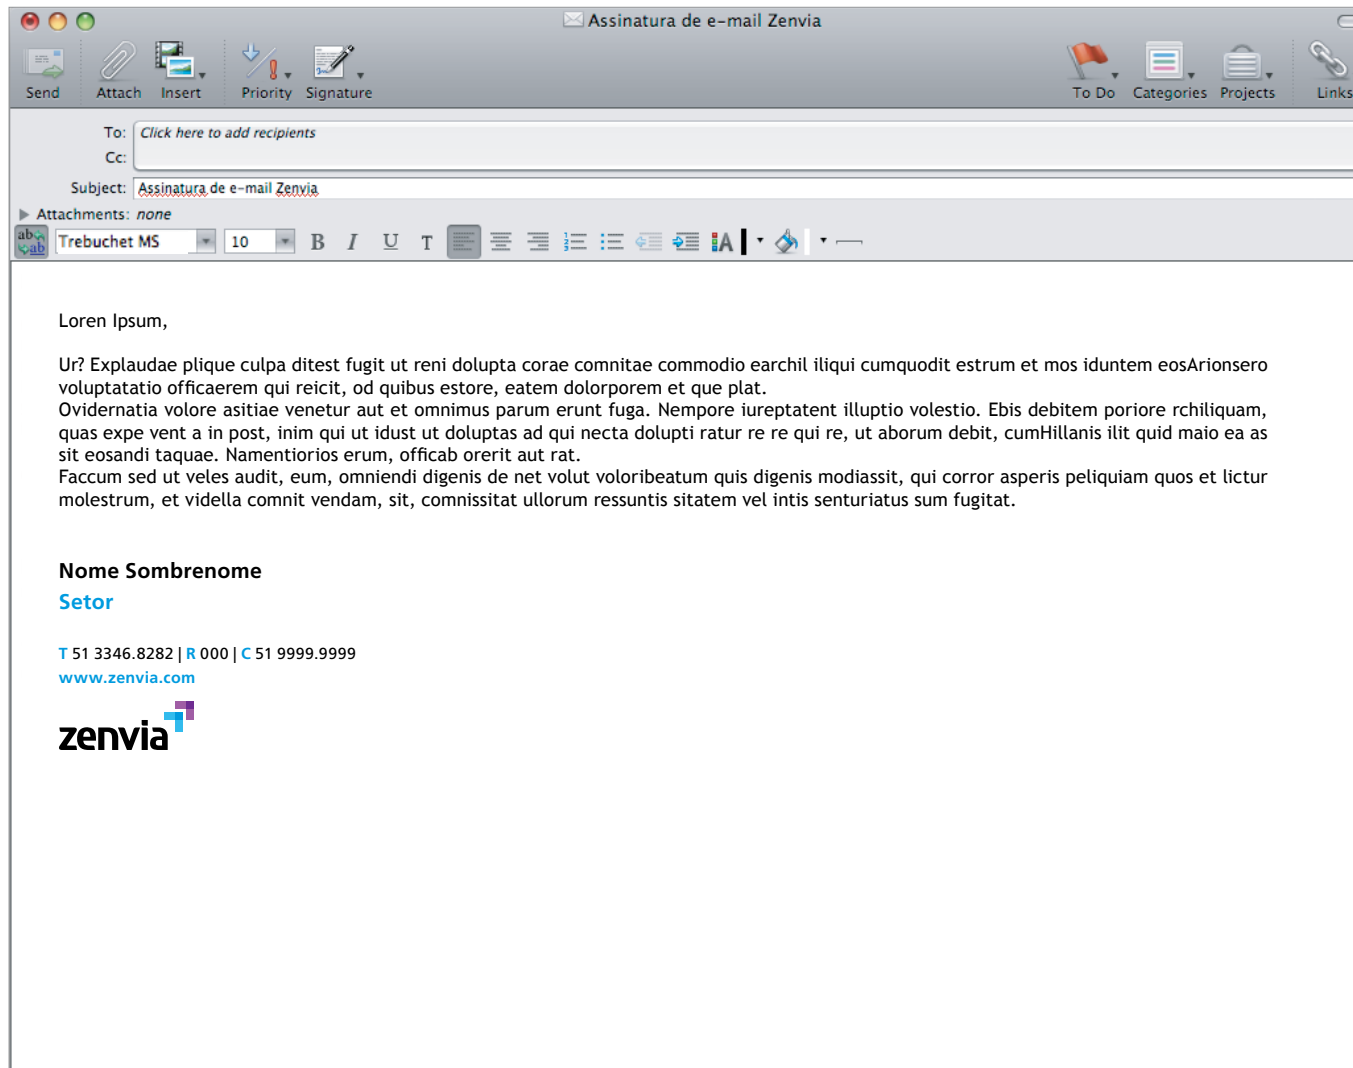 Assinatura de e-mail Zenvia
Send Attach Insert Priority Signature To Do Categories Projects Links
To: Click here to add recipients
Cc:
Subject: Assinatura de e-mail Zenvia
Attachments: none
abc ab Trebuchet MS 10 B I U T A
Loren Ipsum,
Ur? Explaudae plique culpa ditest fugit ut reni dolupta corae comnitae commodio earchil iliqui cumquodit estrum et mos iduntem eosArionsero
voluptatatio officaerem qui reicit, od quibus estore, eatem dolorporem et que plat.
Ovidernatia volore asitiae venetur aut et omnimus parum erunt fuga. Nempore iureptatent illuptio volestio. Ebis debitem poriore rchiliquam,
quas expe vent a in post, inim qui ut idust ut doluptas ad qui necta dolupti ratur re re qui re, ut aborum debit, cumHillanis ilit quid maio ea as
sit eosandi taquae. Namentiorios erum, officab orerit aut rat.
Faccum sed ut veles audit, eum, omniendi digenis de net volut voloribeatum quis digenis modiassit, qui corror asperis peliquiam quos et lictur
molestrum, et vidella comnit vendam, sit, comnissitat ullorum ressuntis sitatem vel intis senturiatus sum fugitat.
Nome Sombrenome
Setor
T 51 3346.8282 | R 000 | C 51 9999.9999
www.zenvia.com
zenvia